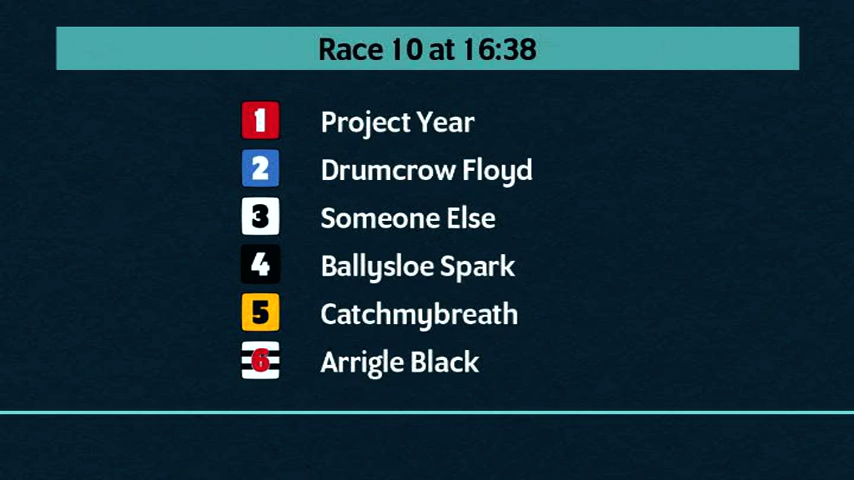 Race 10 at 16:38
1 Project Year
2 Drumcrow Floyd
3 Someone Else
4 Ballysloe Spark
5 Catchmybreath
6 Arrigle Black